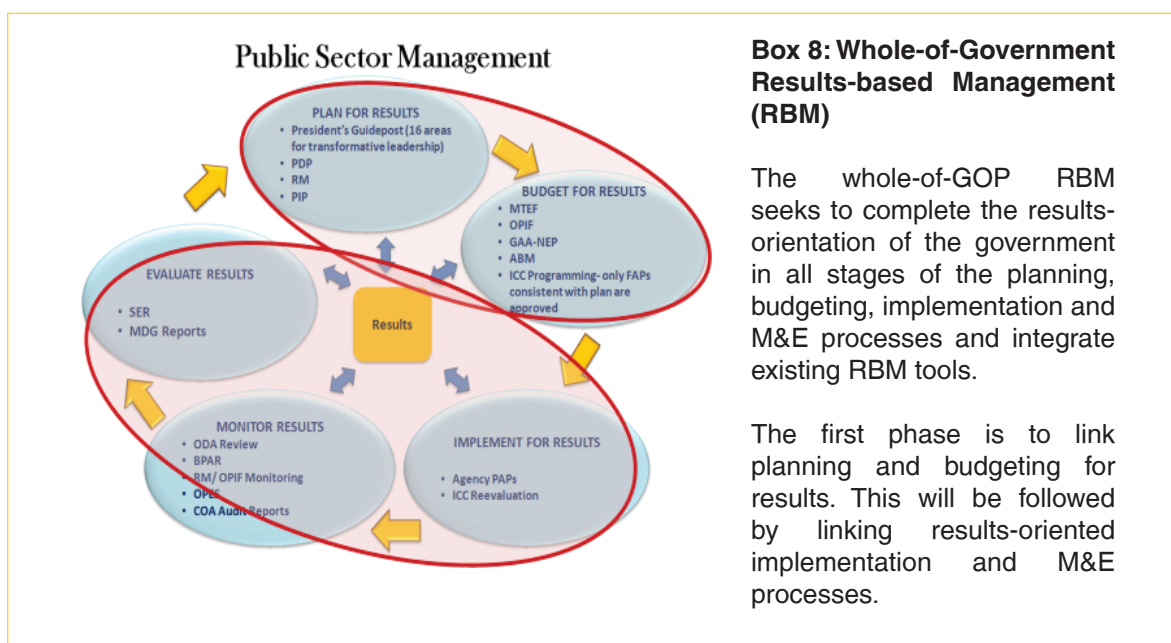 Public Sector Management
PLAN FOR RESULTS
• President's Guidepost (16 areas
for transformative leadership)
• PDP
• RM
• PIP
BUDGET FOR RESULTS
• MTEF
• OPIF
• GAA-NEP
• ABM
• ICC Programming- only FAPs
consistent with plan are
approved
EVALUATE RESULTS
• SER
• MDG Reports
Results
MONITOR RESULTS
• ODA Review
• BPAR
• RM/ OPIF Monitoring
• OPES
• COA Audit Reports
IMPLEMENT FOR RESULTS
• Agency PAPs
• ICC Reevaluation
Box 8: Whole-of-Government
Results-based Management
(RBM)
The whole-of-GOP RBM
seeks to complete the results-
orientation of the government
in all stages of the planning,
budgeting, implementation and
M&E processes and integrate
existing RBM tools.
The first phase is to link
planning and budgeting for
results. This will be followed
by linking results-oriented
implementation and M&E
processes.